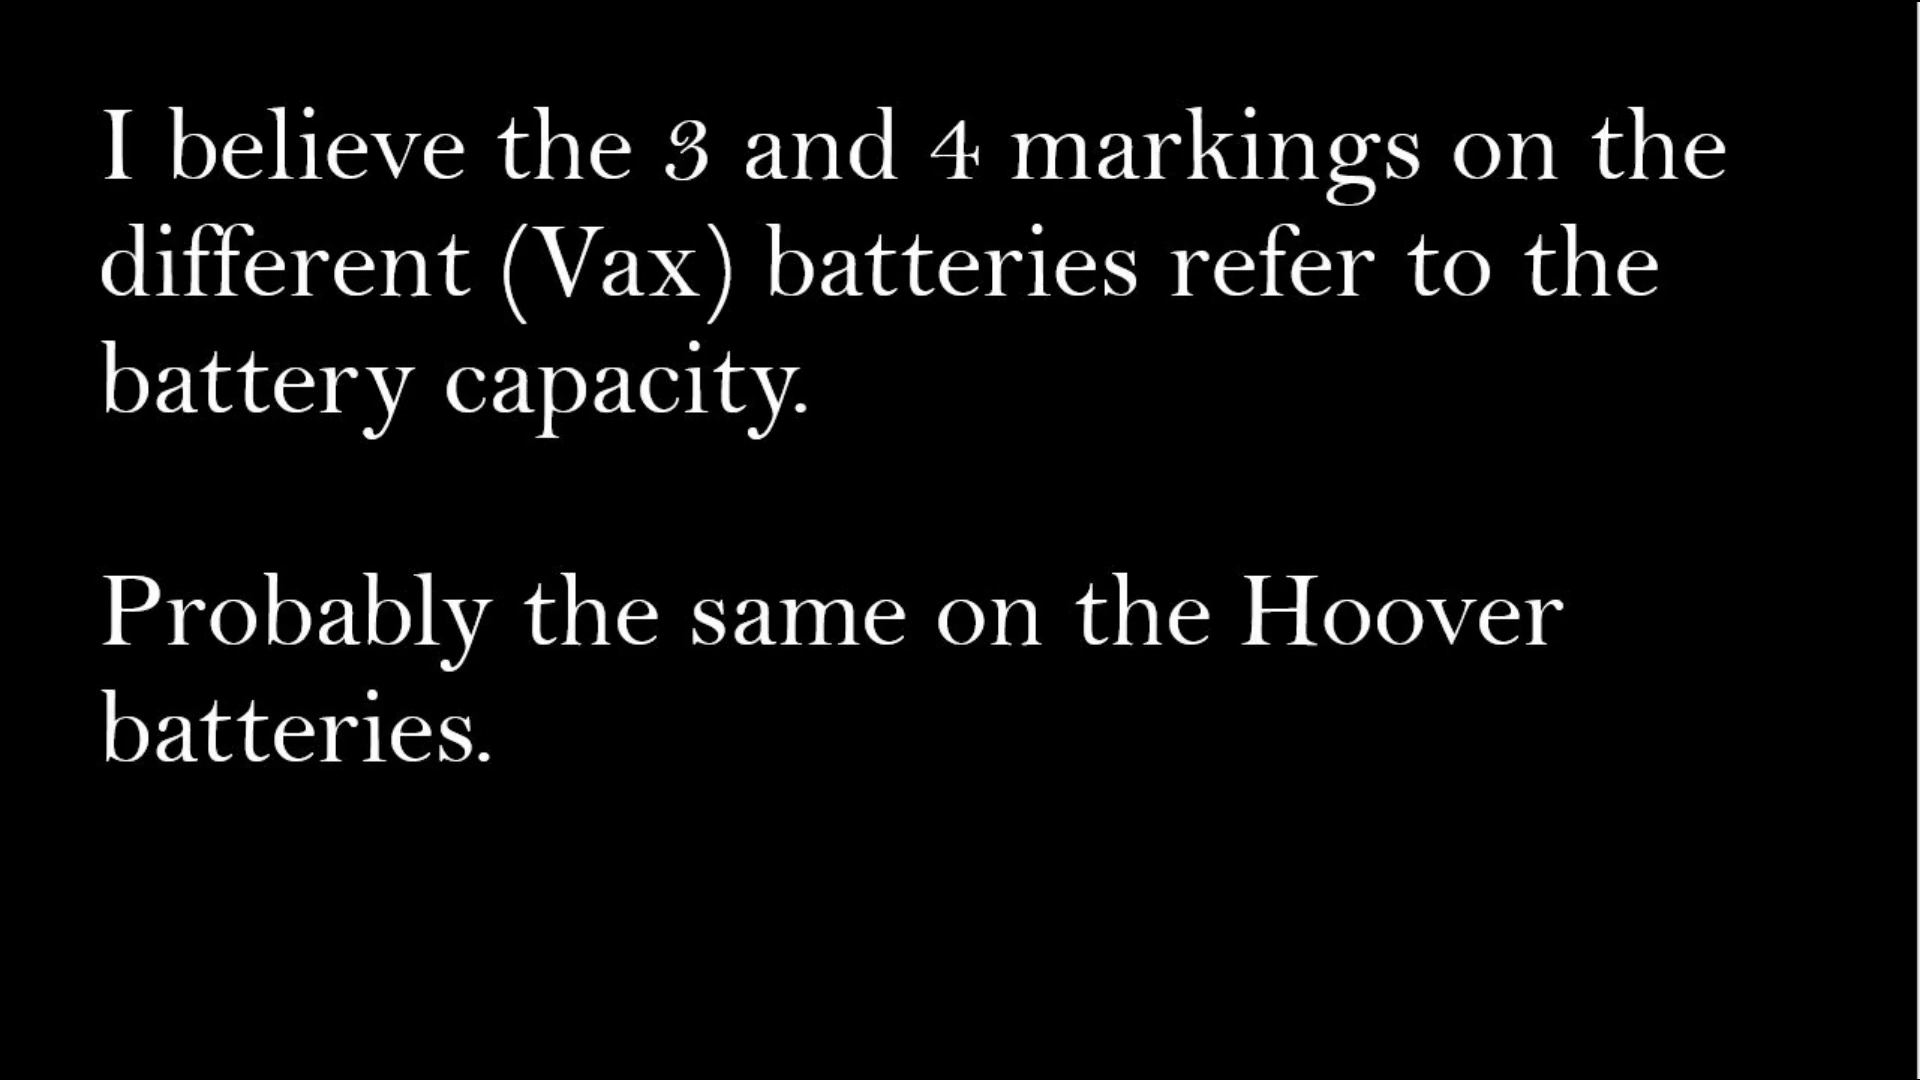 I believe the 3 and 4 markings on the
different (Vax) batteries refer to the
battery capacity.
Probably the same on the Hoover
batteries.